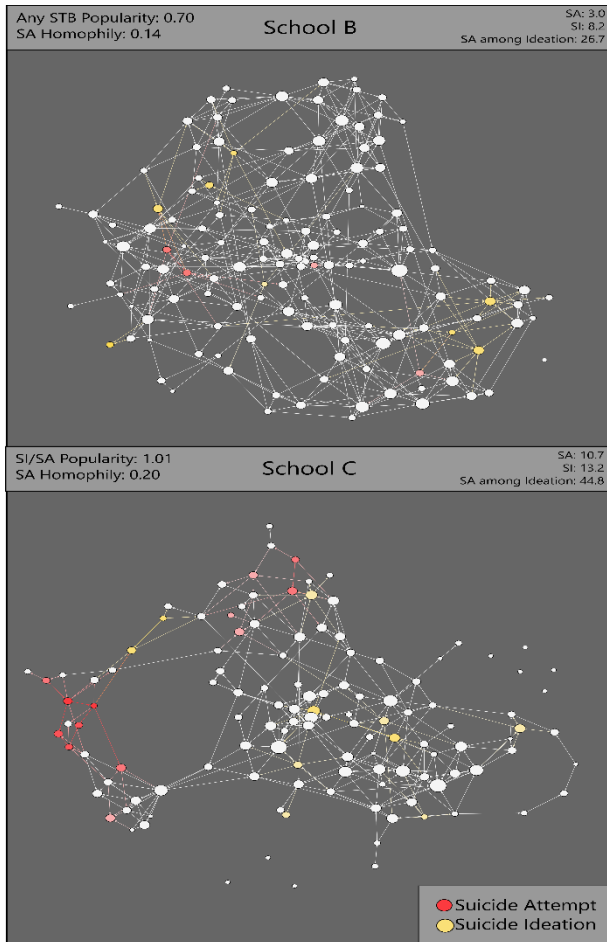 Any STB Popularity: 0.70
SA Homophily: 0.14
School B
SA: 3.0
SI: 8.2
SA among Ideation: 26.7
SI/SA Popularity: 1.01
SA Homophily: 0.20
School C
SA: 10.7
SI: 13.2
SA among Ideation: 44.8
Suicide Attempt
Suicide Ideation